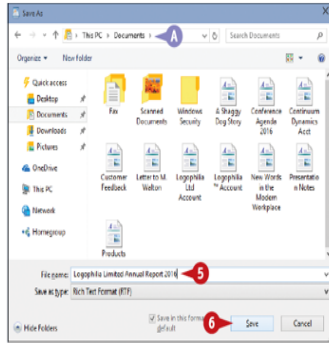 Save As
This PC > Documents >
A
Search Documents
Organize
New folder
Quick access
Desktop
Documents
Downloads
Pictures
OneDrive
This PC
Network
Homegroup
Fax
Scanned Documents
Windows Security
A Shaggy Dog Story
Conference Agenda 2016
Continuum Dynamics Acct
Customer Feedback
Letter to M. Walton
Logophilia Ltd Account
Logophilia ™ Account
New Words in the Modern Workplace
Presentation Notes
Products
File name: Logophilia Limited Annual Report 2016
5
Save as type: Rich Text Format (RTF)
Save in this format by default
Hide Folders
6
Save
Cancel